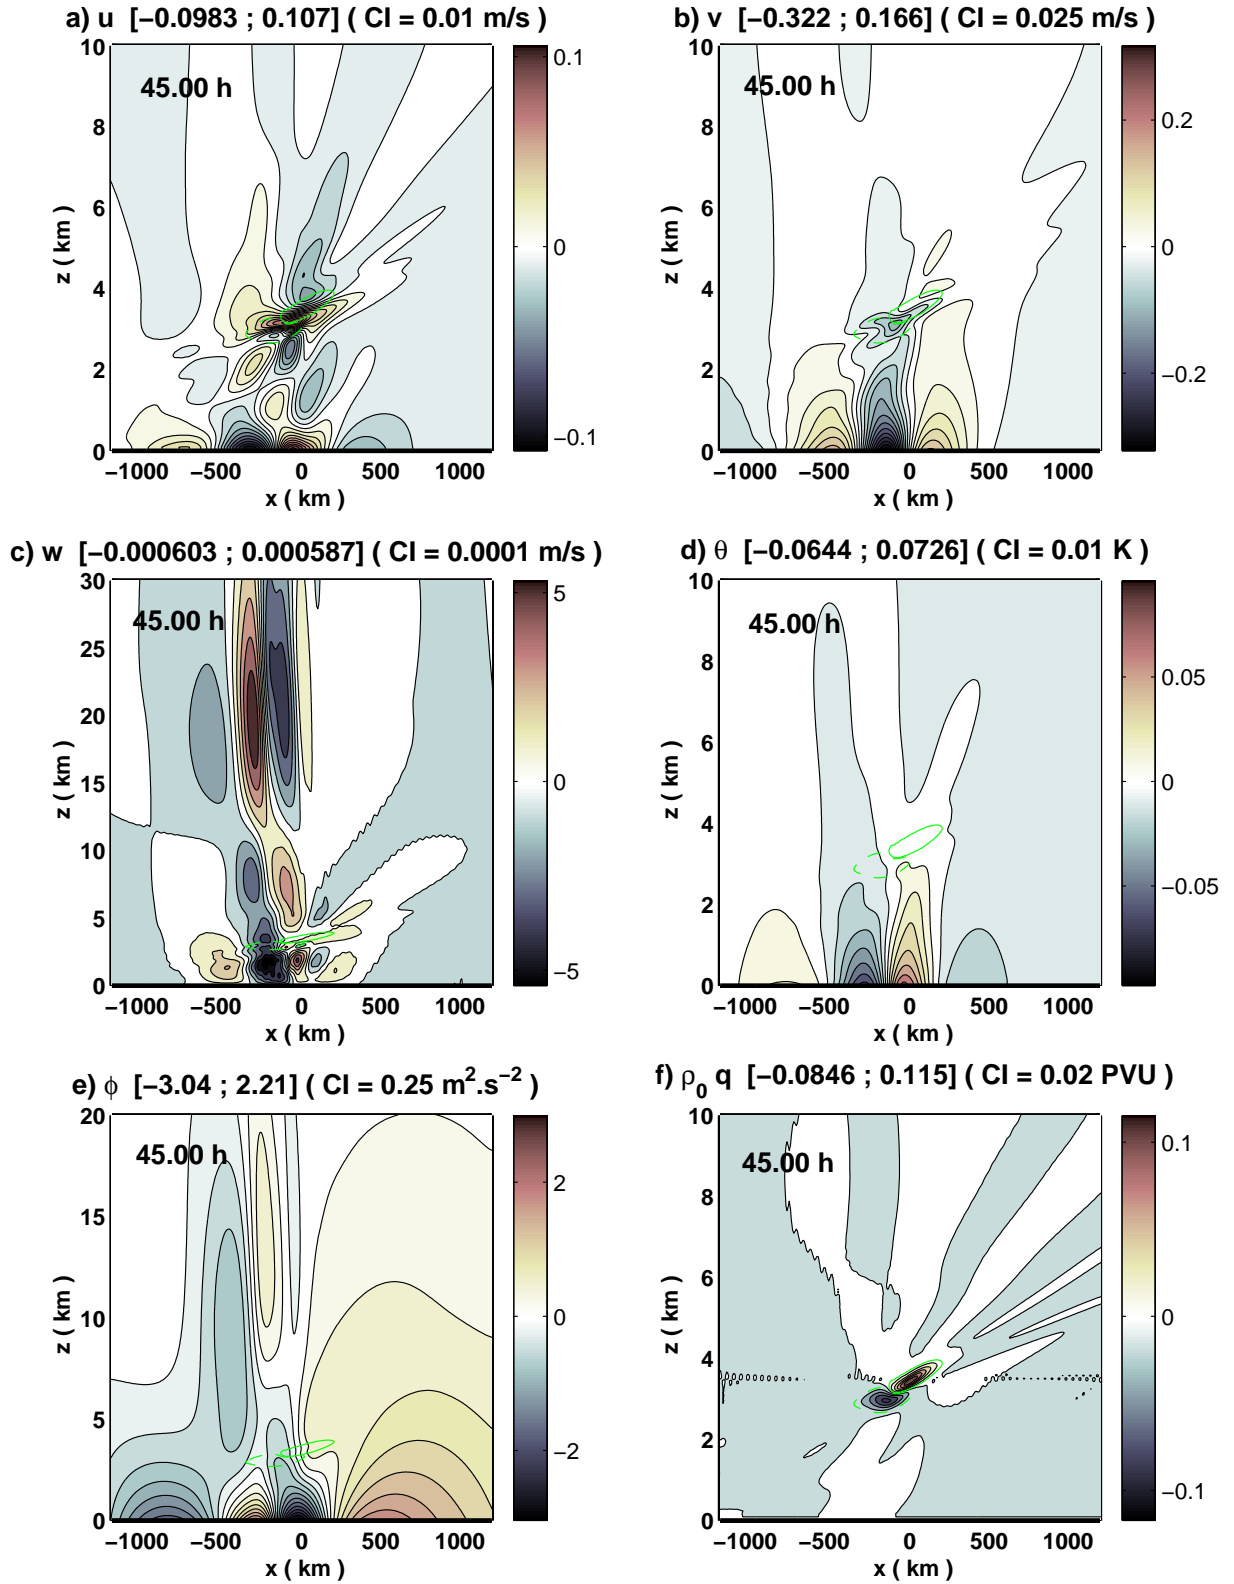 a) u [−0.0983 ; 0.107] ( CI = 0.01 m/s )
45.00 h
10
8
6
4
2
0
z ( km )
−1000 −500 0 500 1000
x ( km )
0.1
0
−0.1
b) v [−0.322 ; 0.166] ( CI = 0.025 m/s )
45.00 h
10
8
6
4
2
0
z ( km )
−1000 −500 0 500 1000
x ( km )
0.2
0
−0.2
c) w [−0.000603 ; 0.000587] ( CI = 0.0001 m/s )
45.00 h
30
25
20
15
10
5
0
z ( km )
−1000 −500 0 500 1000
x ( km )
5
0
−5
d) θ [−0.0644 ; 0.0726] ( CI = 0.01 K )
45.00 h
10
8
6
4
2
0
z ( km )
−1000 −500 0 500 1000
x ( km )
0.05
0
−0.05
e) ϕ [−3.04 ; 2.21] ( CI = 0.25 m².s⁻² )
45.00 h
20
15
10
5
0
z ( km )
−1000 −500 0 500 1000
x ( km )
2
0
−2
f) ρ₀ q [−0.0846 ; 0.115] ( CI = 0.02 PVU )
45.00 h
10
8
6
4
2
0
z ( km )
−1000 −500 0 500 1000
x ( km )
0.1
0
−0.1